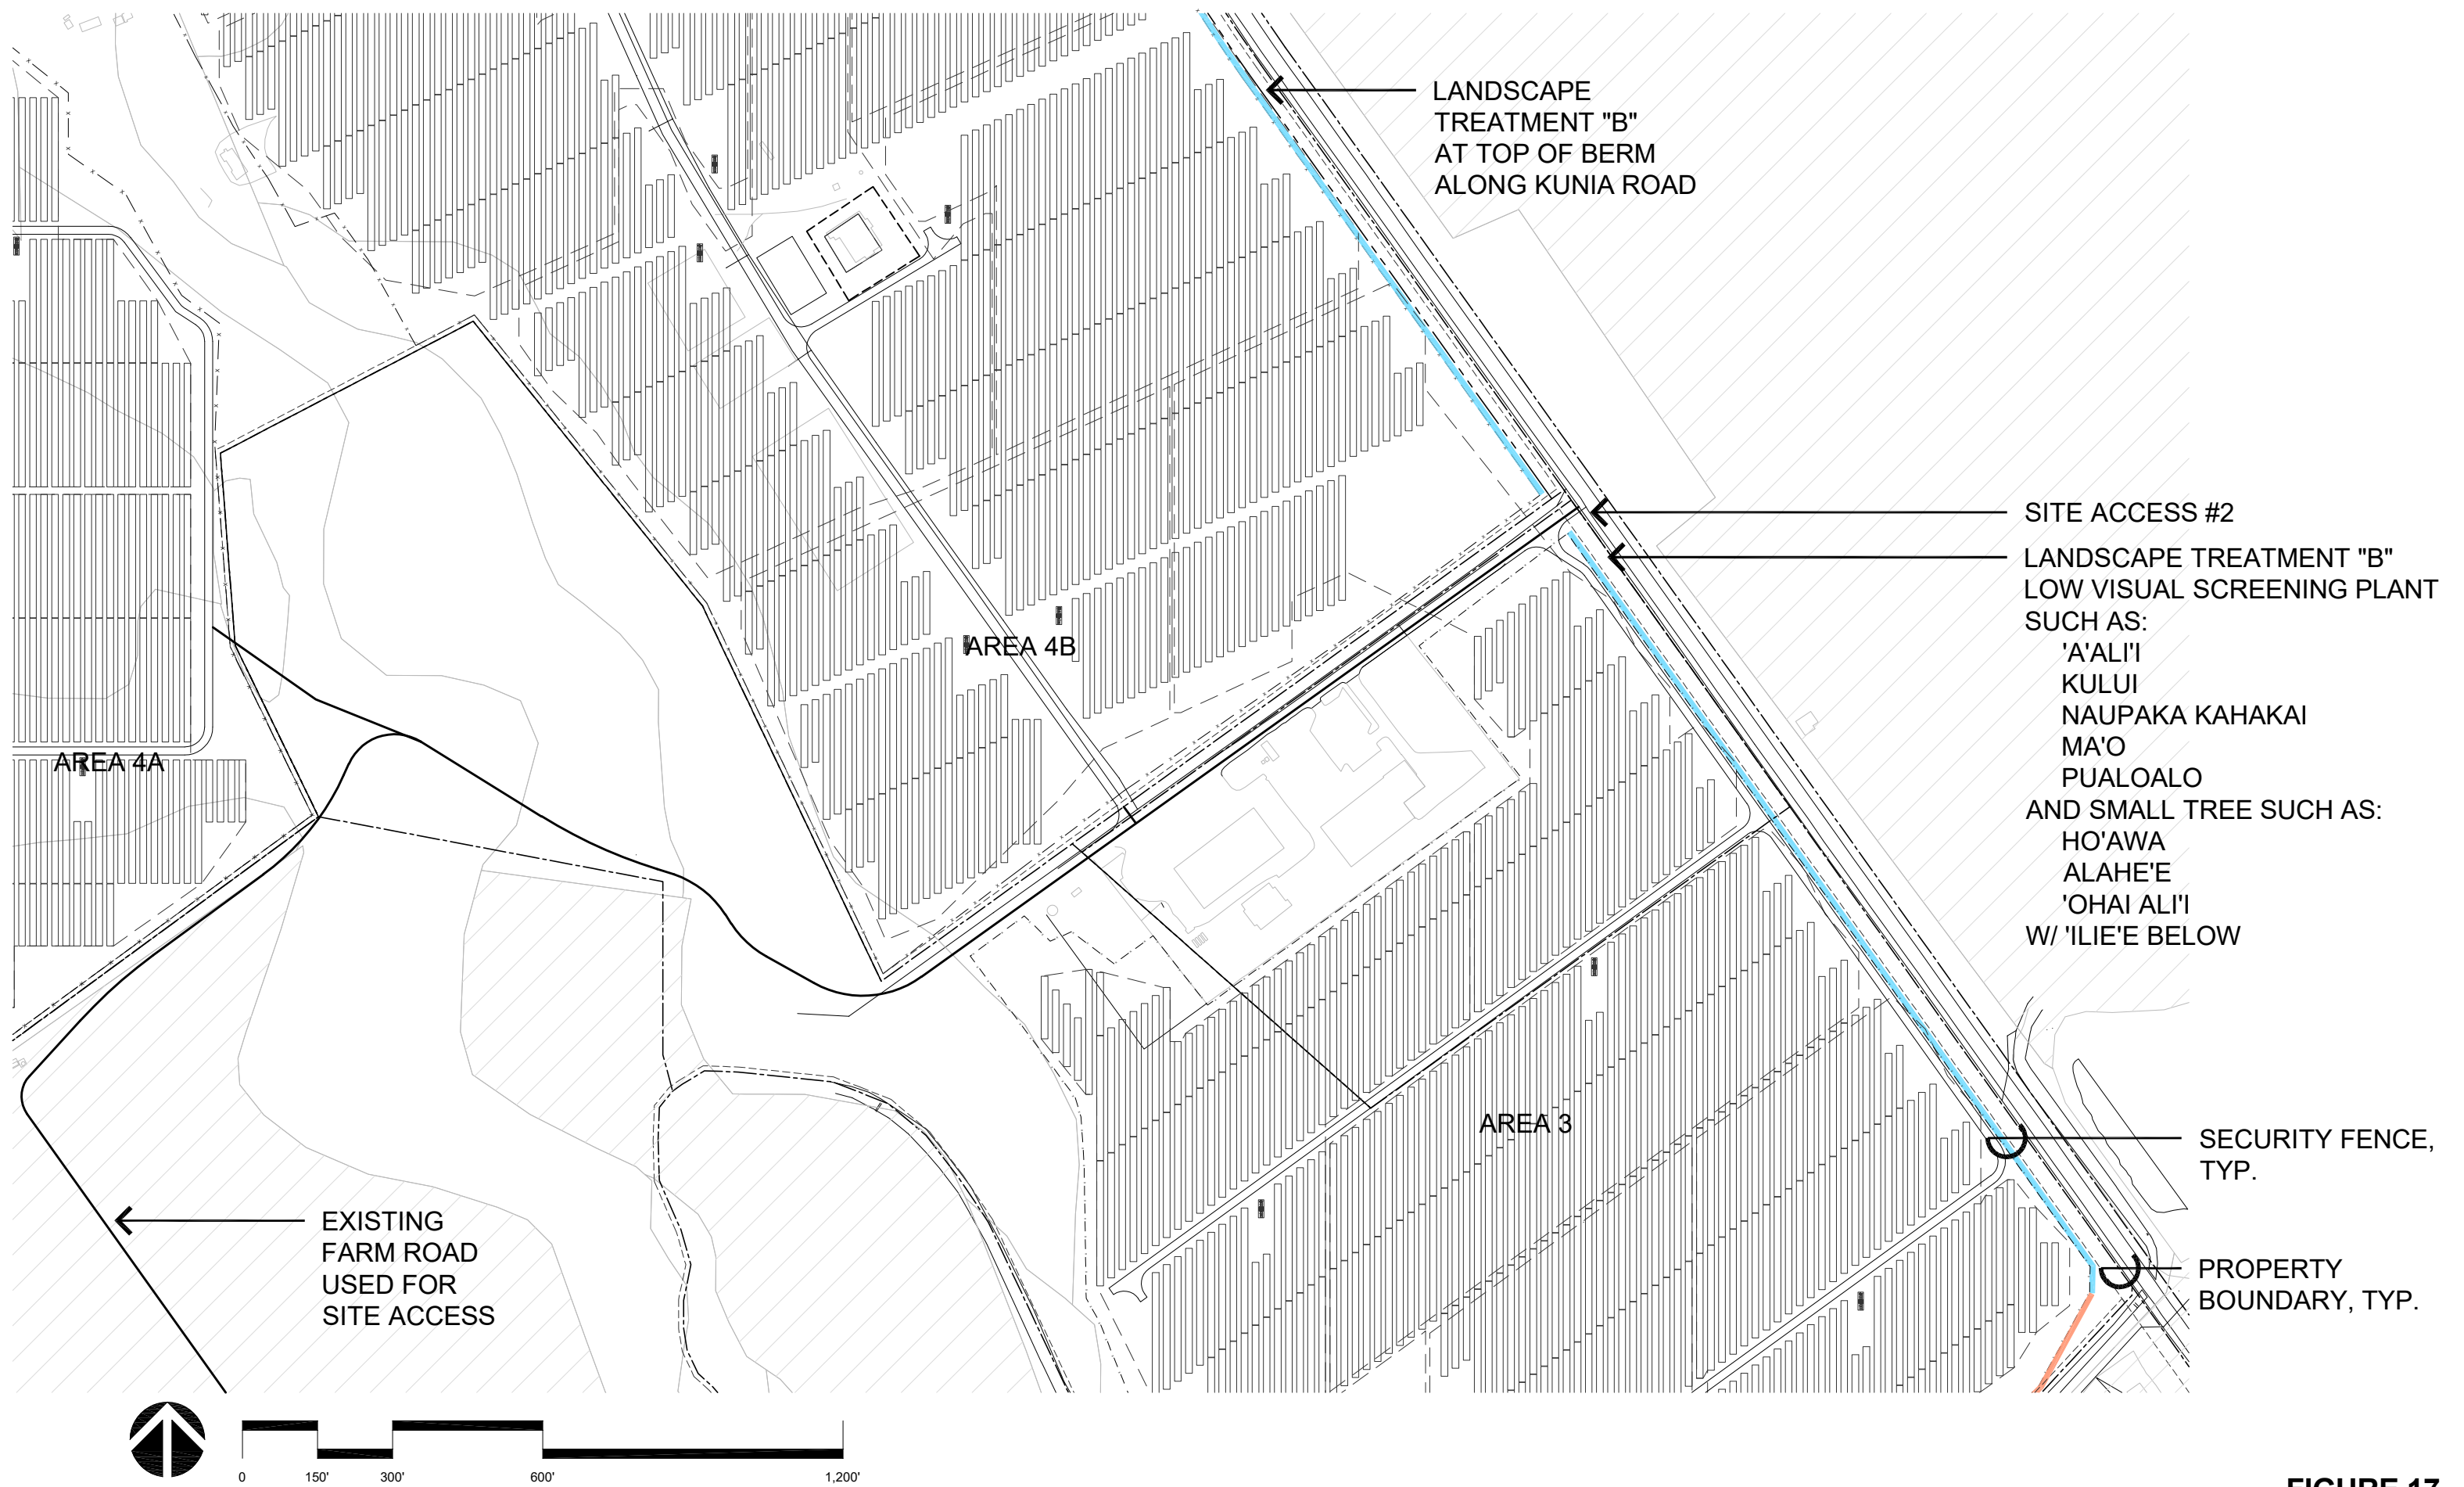 LANDSCAPE
TREATMENT "B"
AT TOP OF BERM
ALONG KUNIA ROAD
SITE ACCESS #2
LANDSCAPE TREATMENT "B"
LOW VISUAL SCREENING PLANT
SUCH AS:
'A'ALI'I
KULUI
NAUPAKA KAHAKAI
MA'O
PUALOALO
AND SMALL TREE SUCH AS:
HO'AWA
ALAHE'E
'OHAI ALI'I
W/ 'ILIE'E BELOW
AREA 4B
AREA 4A
AREA 3
SECURITY FENCE,
TYP.
PROPERTY
BOUNDARY, TYP.
EXISTING
FARM ROAD
USED FOR
SITE ACCESS
0 150' 300' 600' 1,200'
FIGURE 17